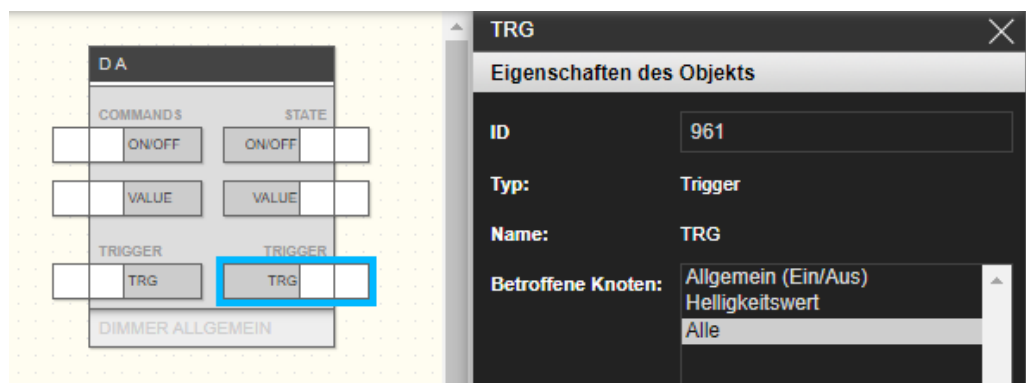 D A
COMMANDS STATE
ON/OFF ON/OFF
VALUE VALUE
TRIGGER TRIGGER
TRG TRG
DIMMER ALLGEMEIN
TRG
Eigenschaften des Objekts
ID 961
Typ: Trigger
Name: TRG
Betroffene Knoten: Allgemein (Ein/Aus)
Helligkeitswert
Alle